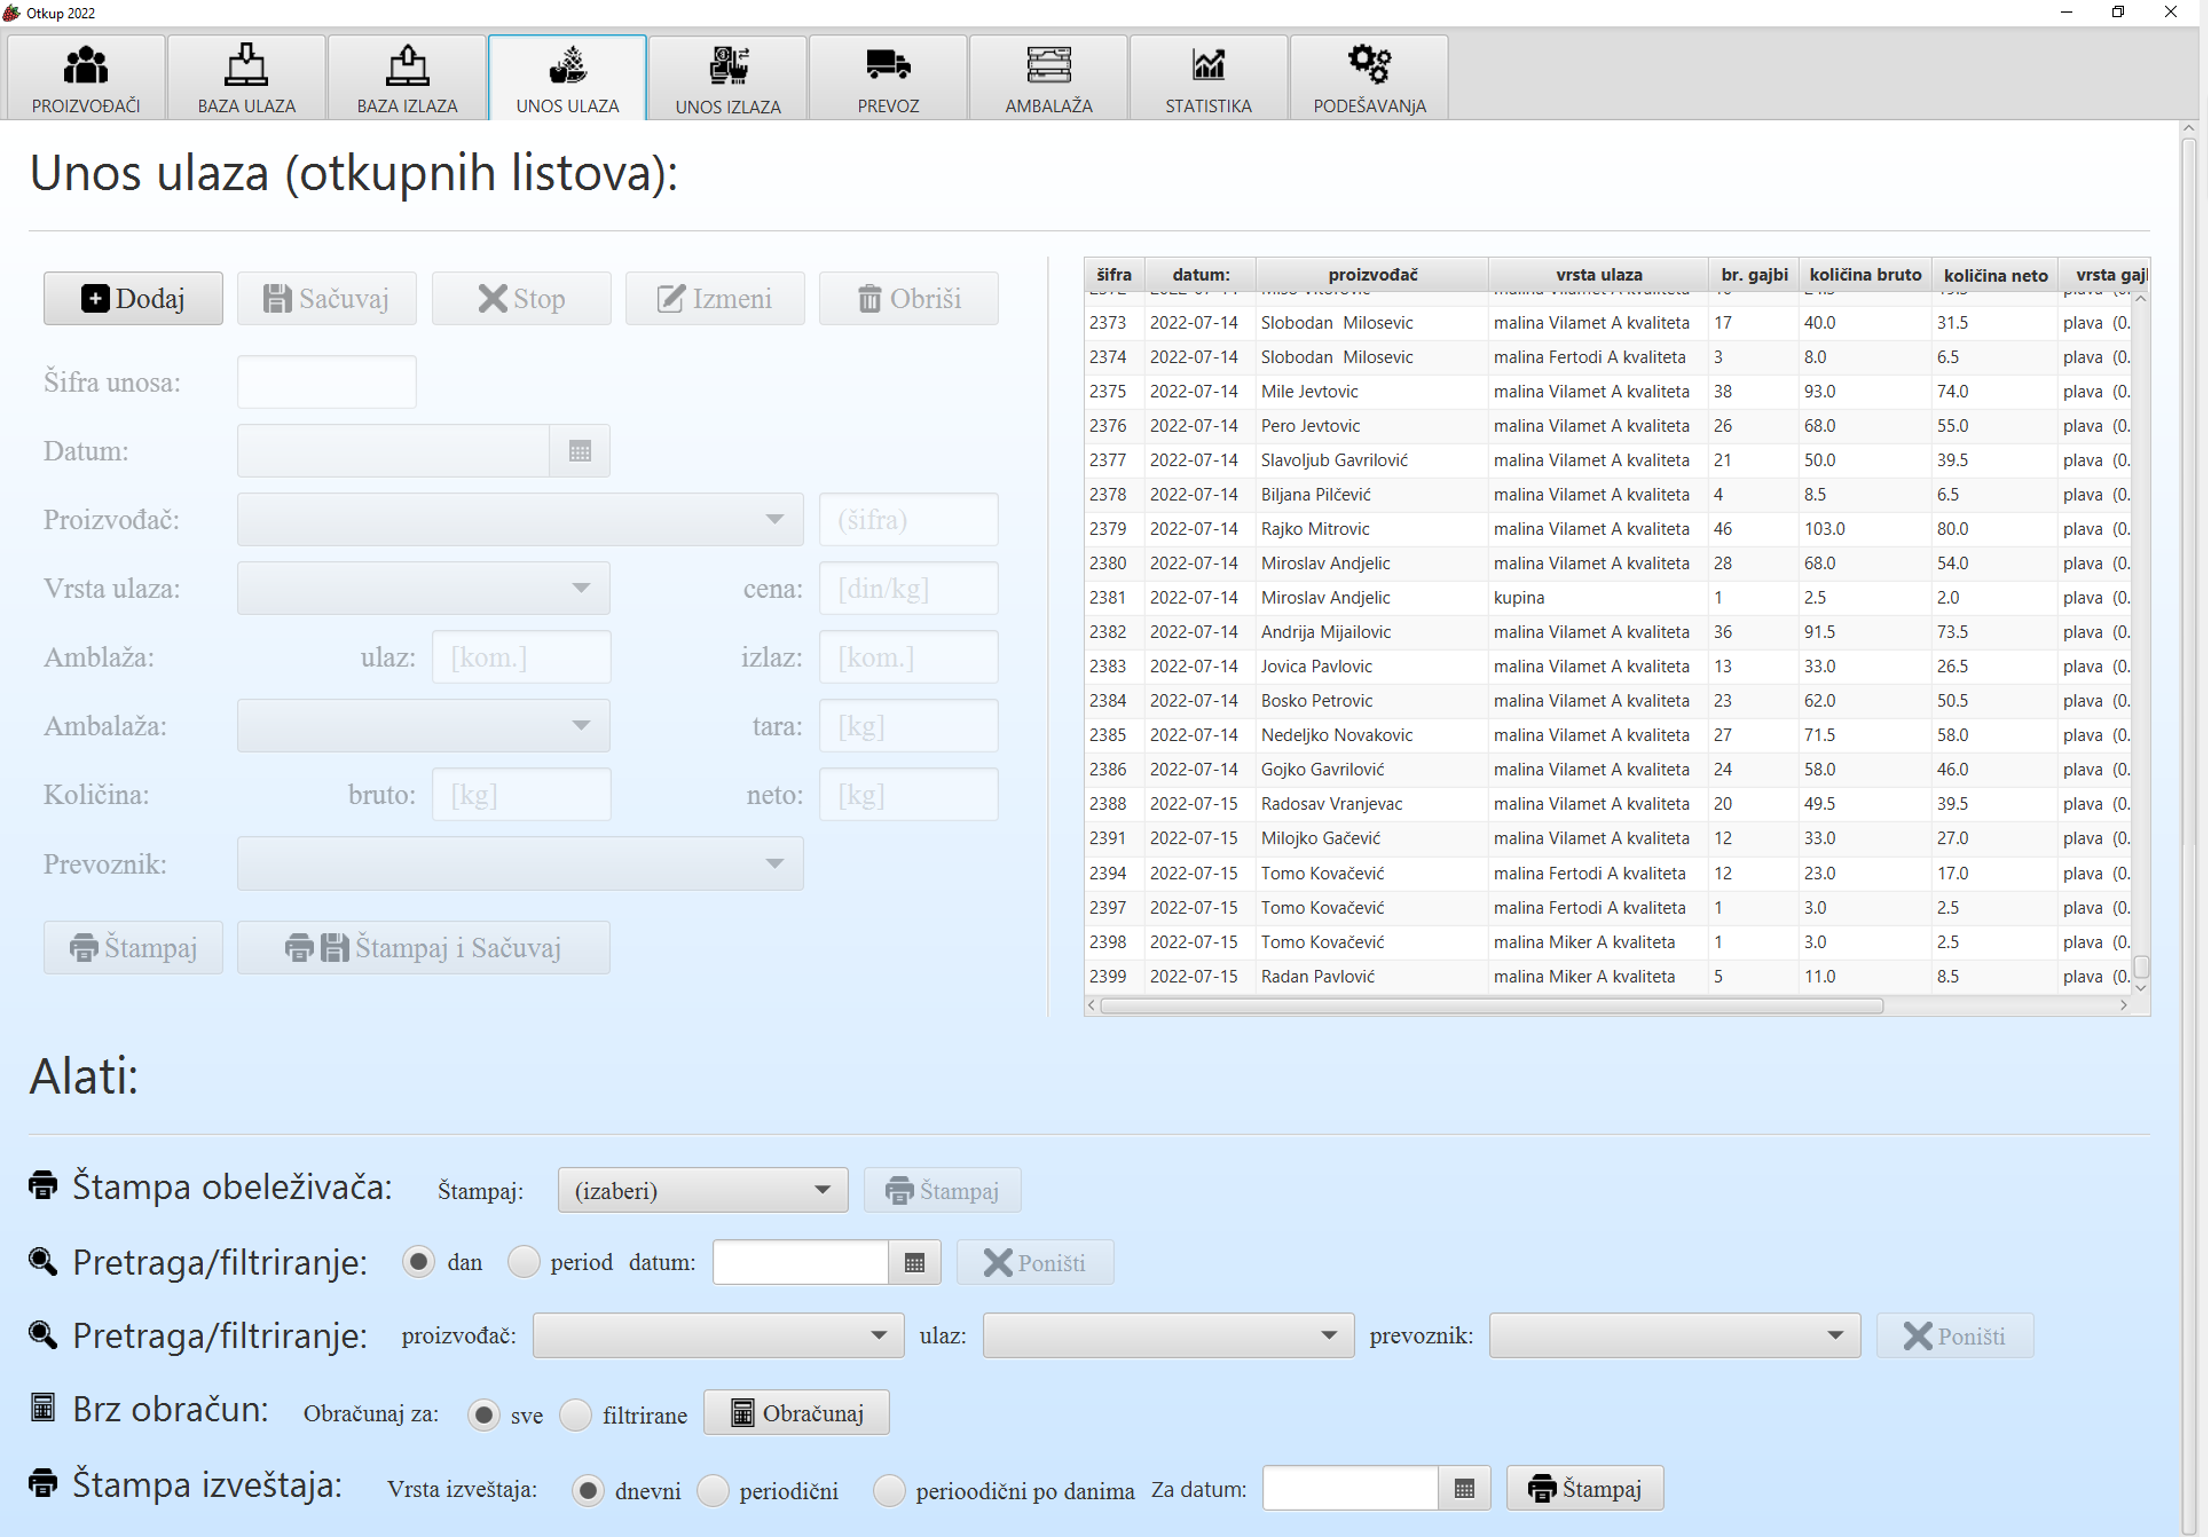 Otkup 2022
PROIZVOĐAČI BAZA ULAZA BAZA IZLAZA UNOS ULAZA UNOS IZLAZA PREVOZ AMBALAŽA STATISTIKA PODEŠAVANjA
Unos ulaza (otkupnih listova):
Dodaj Sačuvaj Stop Izmeni Obriši
Šifra unosa:
Datum:
Proizvođač: (šifra)
Vrsta ulaza: cena: [din/kg]
Amblaža: ulaz: [kom.] izlaz: [kom.]
Ambalaža: tara: [kg]
Količina: bruto: [kg] neto: [kg]
Prevoznik:
Štampaj Štampaj i Sačuvaj
šifra datum: proizvođač vrsta ulaza br. gajbi količina bruto količina neto vrsta gajl
2373 2022-07-14 Slobodan  Milosevic malina Vilamet A kvaliteta 17 40.0 31.5 plava (0.
2374 2022-07-14 Slobodan  Milosevic malina Fertodi A kvaliteta 3 8.0 6.5 plava (0.
2375 2022-07-14 Mile Jevtovic malina Vilamet A kvaliteta 38 93.0 74.0 plava (0.
2376 2022-07-14 Pero Jevtovic malina Vilamet A kvaliteta 26 68.0 55.0 plava (0.
2377 2022-07-14 Slavoljub Gavrilović malina Vilamet A kvaliteta 21 50.0 39.5 plava (0.
2378 2022-07-14 Biljana Pilčević malina Vilamet A kvaliteta 4 8.5 6.5 plava (0.
2379 2022-07-14 Rajko Mitrovic malina Vilamet A kvaliteta 46 103.0 80.0 plava (0.
2380 2022-07-14 Miroslav Andjelic malina Vilamet A kvaliteta 28 68.0 54.0 plava (0.
2381 2022-07-14 Miroslav Andjelic kupina 1 2.5 2.0 plava (0.
2382 2022-07-14 Andrija Mijailovic malina Vilamet A kvaliteta 36 91.5 73.5 plava (0.
2383 2022-07-14 Jovica Pavlovic malina Vilamet A kvaliteta 13 33.0 26.5 plava (0.
2384 2022-07-14 Bosko Petrovic malina Vilamet A kvaliteta 23 62.0 50.5 plava (0.
2385 2022-07-14 Nedeljko Novakovic malina Vilamet A kvaliteta 27 71.5 58.0 plava (0.
2386 2022-07-14 Gojko Gavrilović malina Vilamet A kvaliteta 24 58.0 46.0 plava (0.
2388 2022-07-15 Radosav Vranjevac malina Vilamet A kvaliteta 20 49.5 39.5 plava (0.
2391 2022-07-15 Milojko Gačević malina Vilamet A kvaliteta 12 33.0 27.0 plava (0.
2394 2022-07-15 Tomo Kovačević malina Fertodi A kvaliteta 12 23.0 17.0 plava (0.
2397 2022-07-15 Tomo Kovačević malina Fertodi A kvaliteta 1 3.0 2.5 plava (0.
2398 2022-07-15 Tomo Kovačević malina Miker A kvaliteta 1 3.0 2.5 plava (0.
2399 2022-07-15 Radan Pavlović malina Miker A kvaliteta 5 11.0 8.5 plava (0.
Alati:
Štampa obeleživača: Štampaj: (izaberi) Štampaj
Pretraga/filtriranje: dan period datum: Poništi
Pretraga/filtriranje: proizvođač: ulaz: prevoznik: Poništi
Brz obračun: Obračunaj za: sve filtrirane Obračunaj
Štampa izveštaja: Vrsta izveštaja: dnevni periodični perioodični po danima Za datum: Štampaj